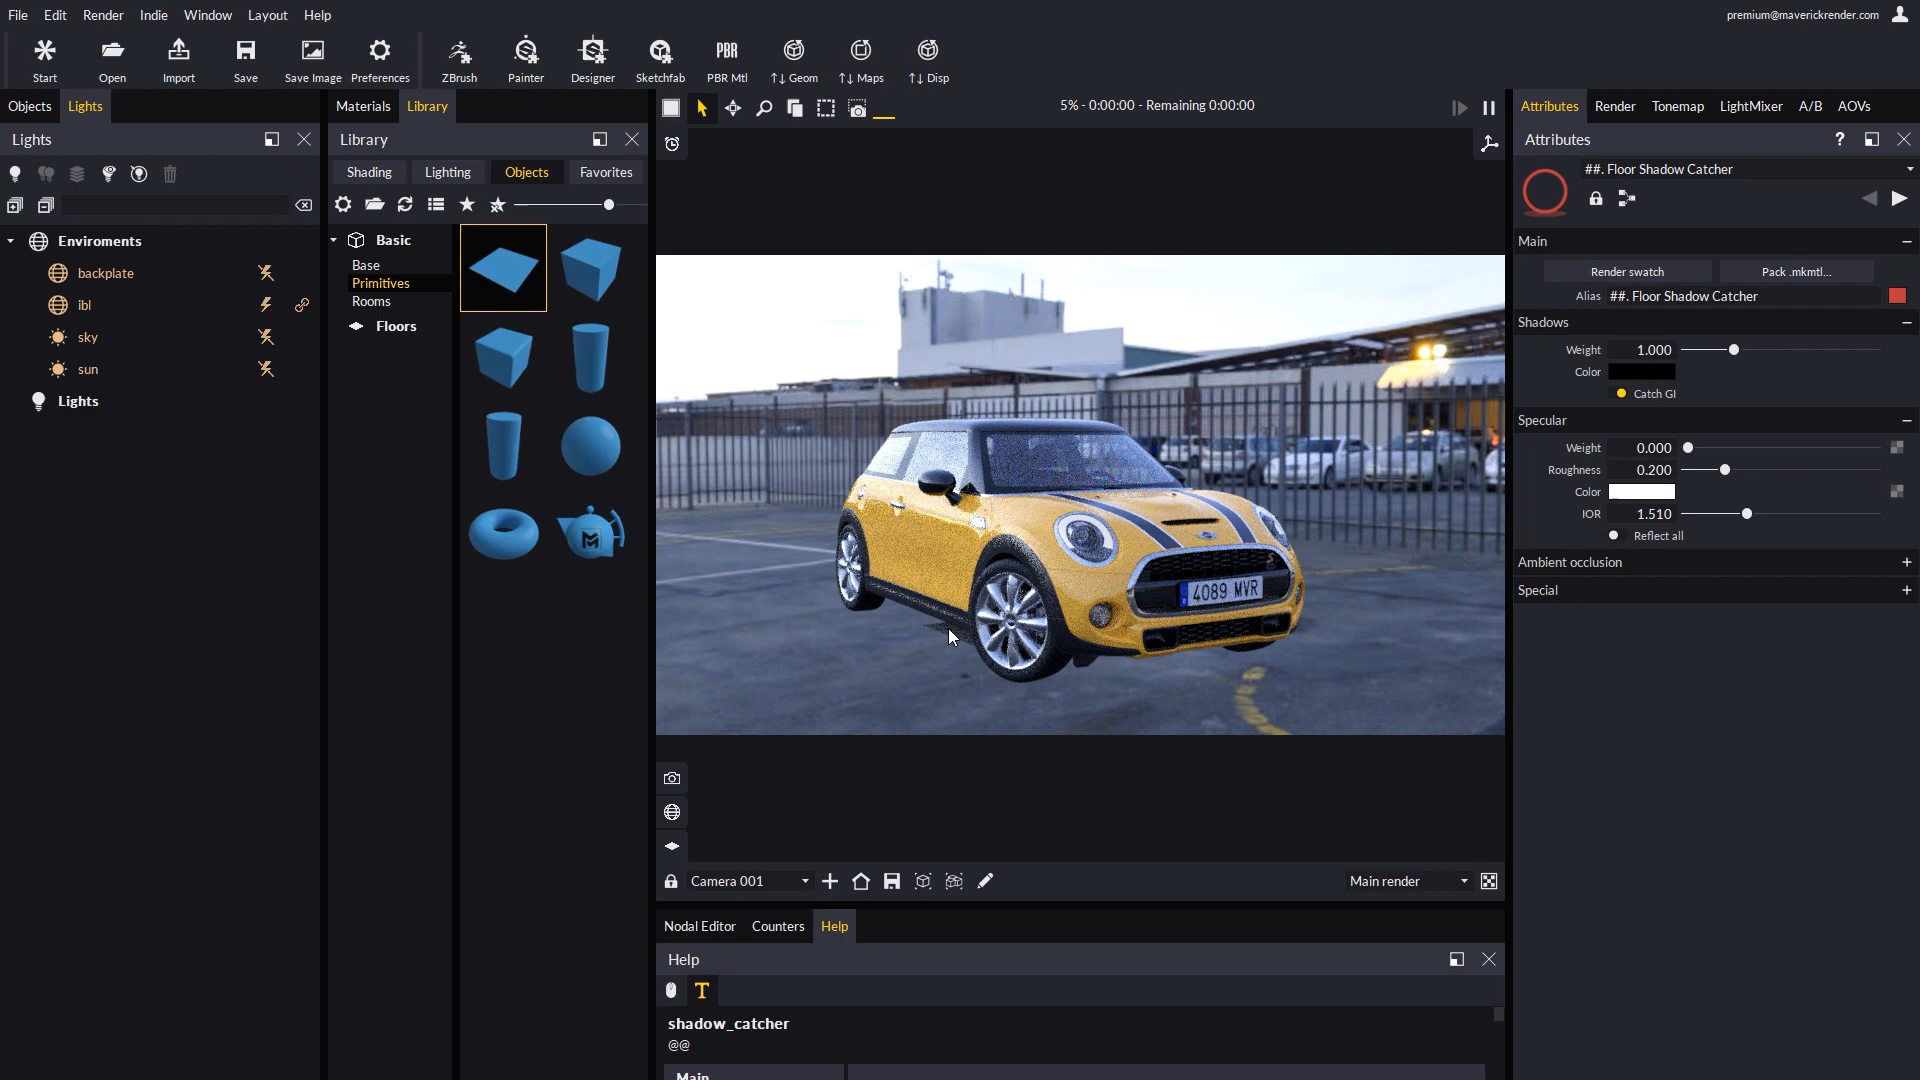 File Edit Render Indie Window Layout Help
premium@maverickrender.com
Start Open Import Save Save Image Preferences ZBrush Painter Designer Sketchfab PBR Mtl ↑↓ Geom ↑↓ Maps ↑↓ Disp
PBR
Objects Lights
Lights
Enviroments
backplate
ibl
sky
sun
Lights
Materials Library
Library
Shading Lighting Objects Favorites
Basic
Base
Primitives
Rooms
Floors
5% - 0:00:00 - Remaining 0:00:00
4089 MVR
Camera 001
Main render
Nodal Editor Counters Help
Help
T
shadow_catcher
@@
Main
Attributes Render Tonemap LightMixer A/B AOVs
Attributes ?
##. Floor Shadow Catcher
Main
Render swatch Pack .mkmtl...
Alias ##. Floor Shadow Catcher
Shadows
Weight 1.000
Color
Catch GI
Specular
Weight 0.000
Roughness 0.200
Color
IOR 1.510
Reflect all
Ambient occlusion
Special